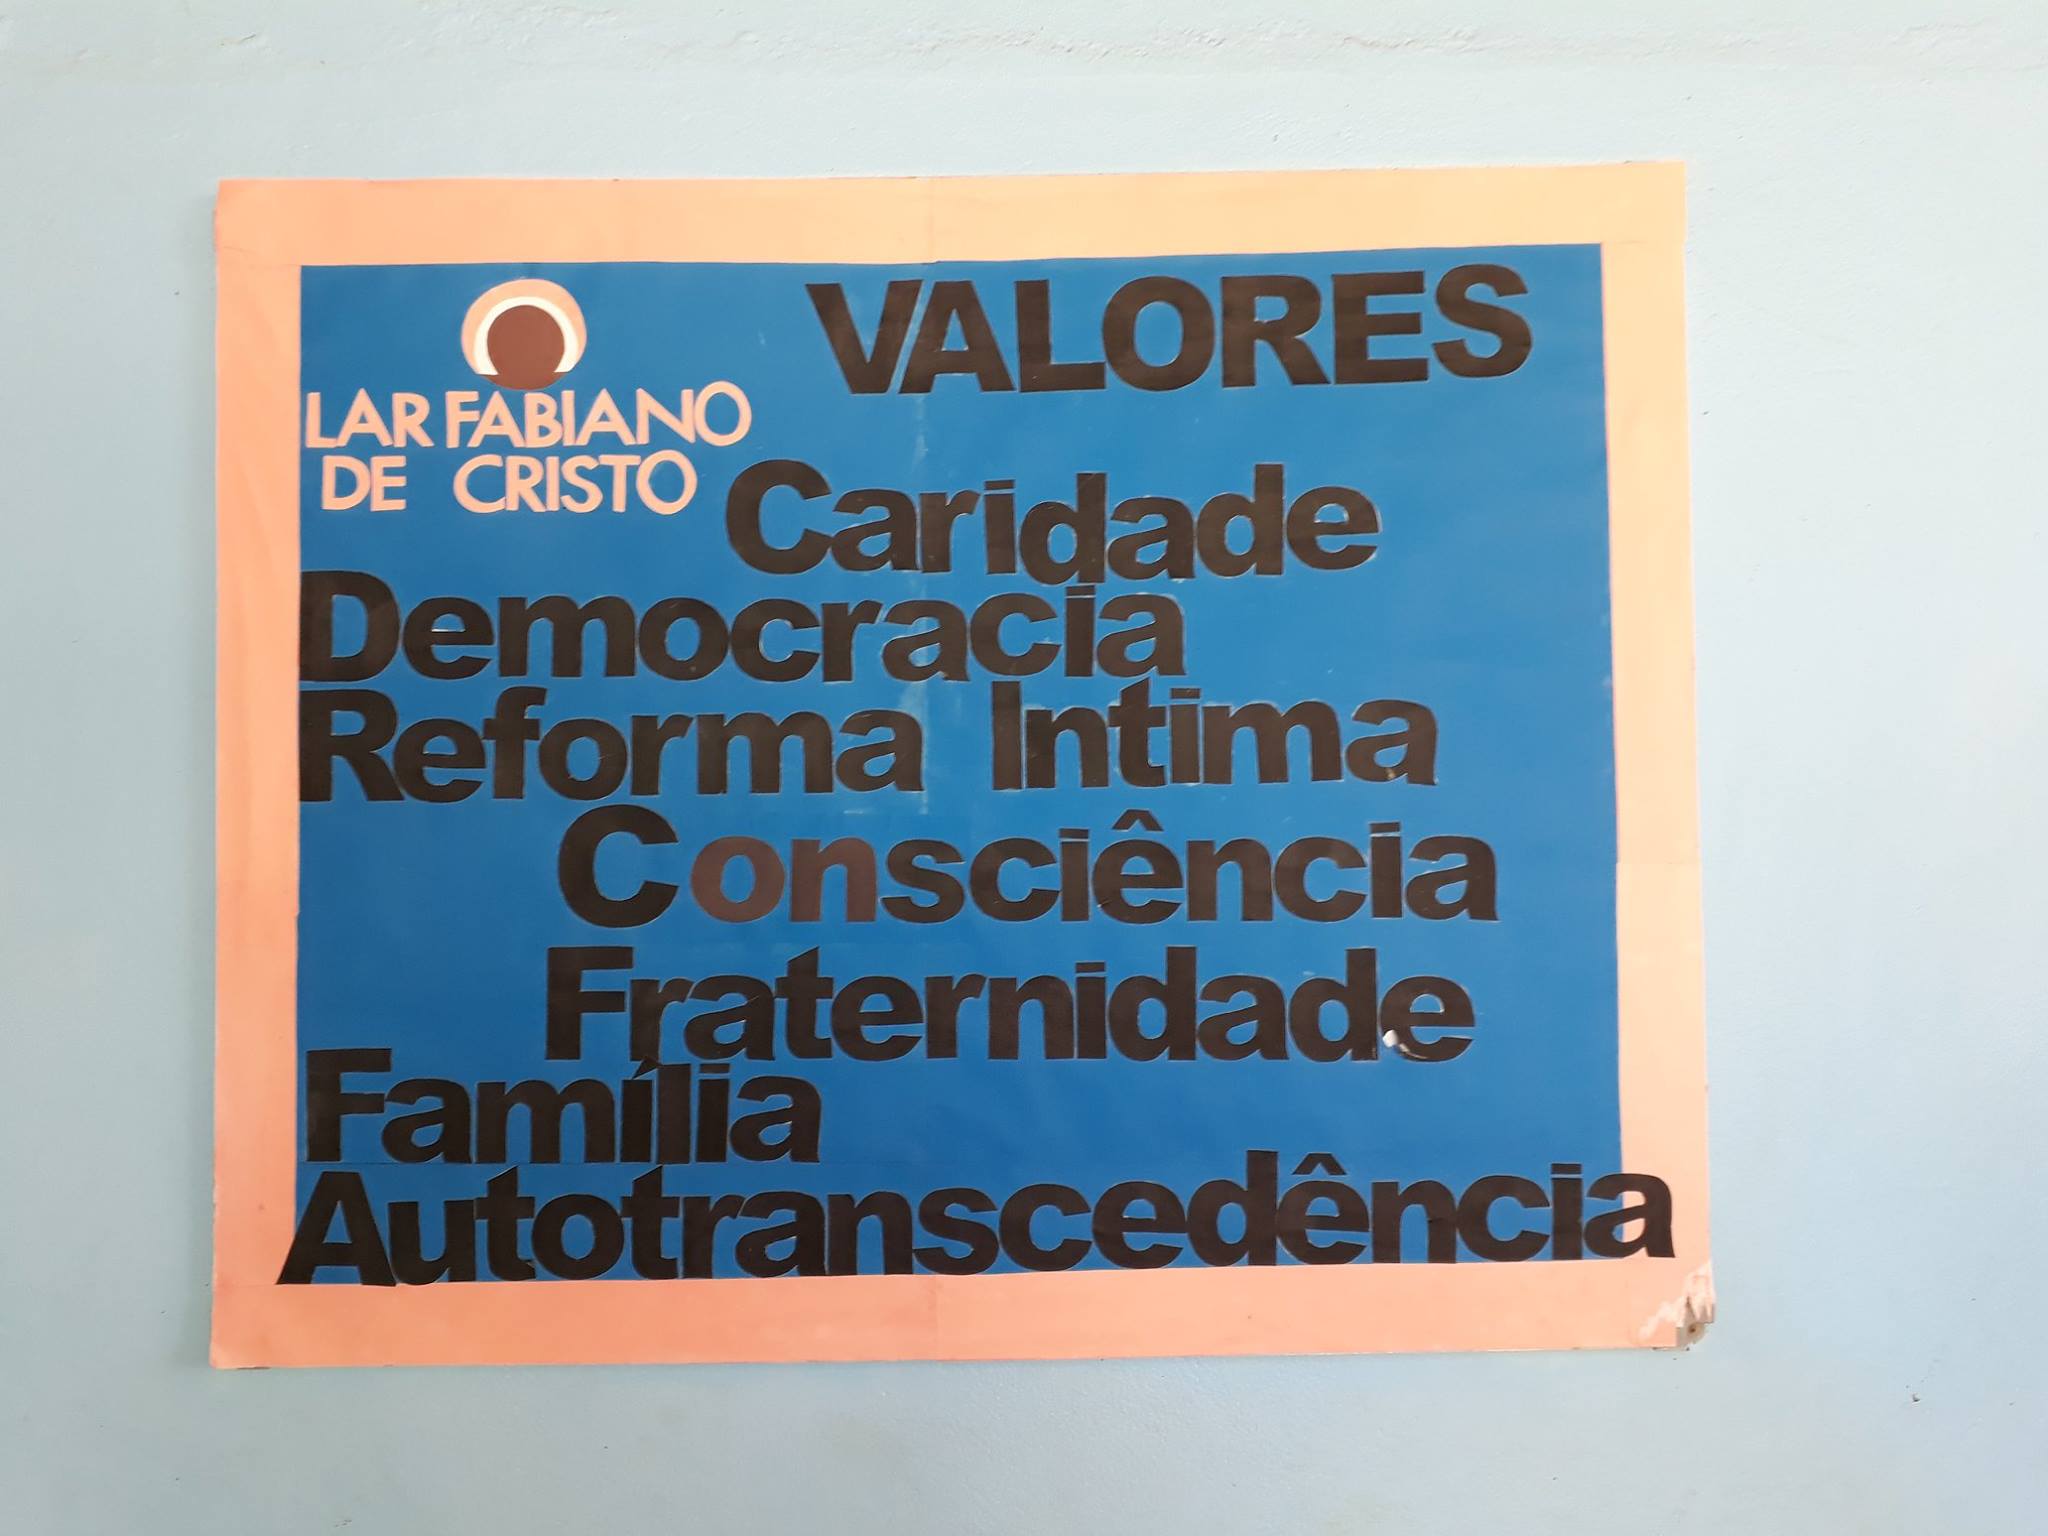 VALORES
LAR FABIANO
DE CRISTO
Caridade
Democracia
Reforma Intima
Consciência
Fraternidade
Família
Autotranscedência